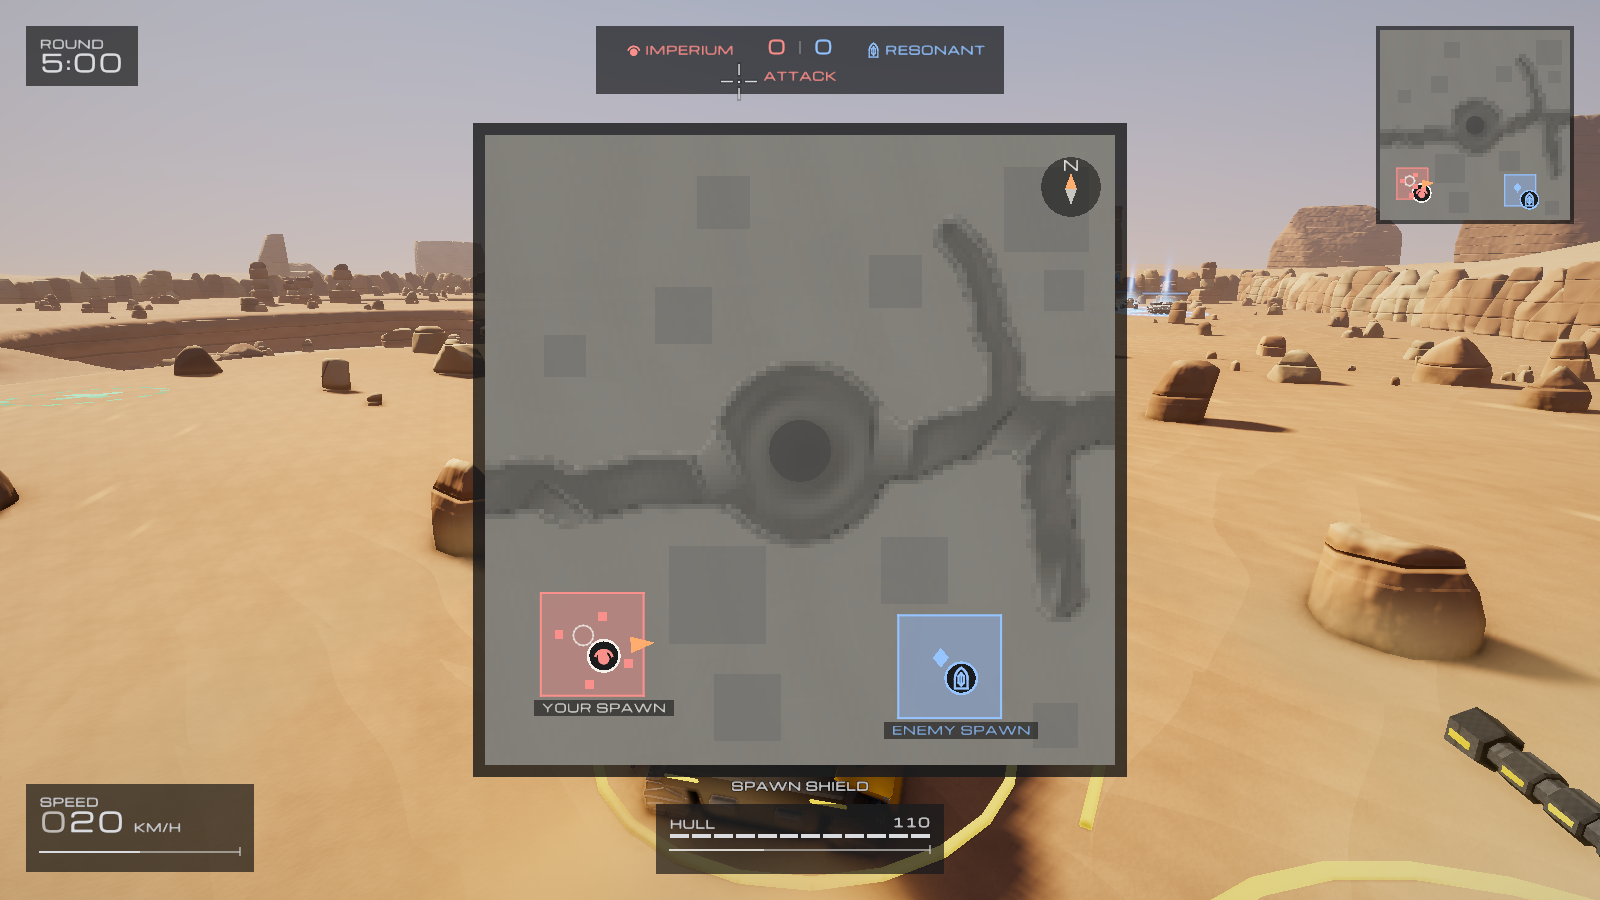 ROUND
5:00
IMPERIUM 0 | 0 RESONANT
ATTACK
N
YOUR SPAWN
ENEMY SPAWN
SPAWN SHIELD
HULL 110
SPEED
020 KM/H